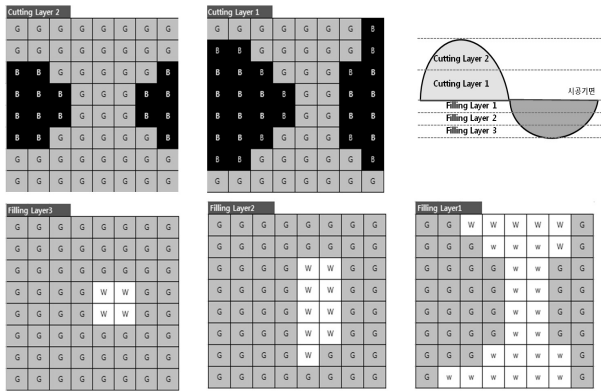 Cutting Layer 2
G G G G G G G G
G G G G G G G G
B B G G G G G B
B B B G G G B B
B B B G G G B B
B B G G G G G B
G G G G G G G G
G G G G G G G G
Cutting Layer 1
G G G G G G G B
B B G G G G B B
B B B G G G B B
B B B B G G B B
B B B B G G B B
B B B G G G B B
B B G G G G G B
G G G G G G G G
Cutting Layer 2
Cutting Layer 1
시공기면
Filling Layer 1
Filling Layer 2
Filling Layer 3
Filling Layer3
G G G G G G G G
G G G G G G G G
G G G G G G G G
G G G G W W G G
G G G G W W G G
G G G G G G G G
G G G G G G G G
G G G G G G G G
Filling Layer2
G G G G G G G G
G G G G G G G G
G G G G W W G G
G G G G W W G G
G G G G W W G G
G G G G W W G G
G G G G W G G G
G G G G G G G G
Filling Layer1
G G W W W W W G
G G G w w w W G
G G G G w w G G
G G G G w w G G
G G G G w w G G
G G G G w w G G
G G G w w w w G
G w w w w w w G